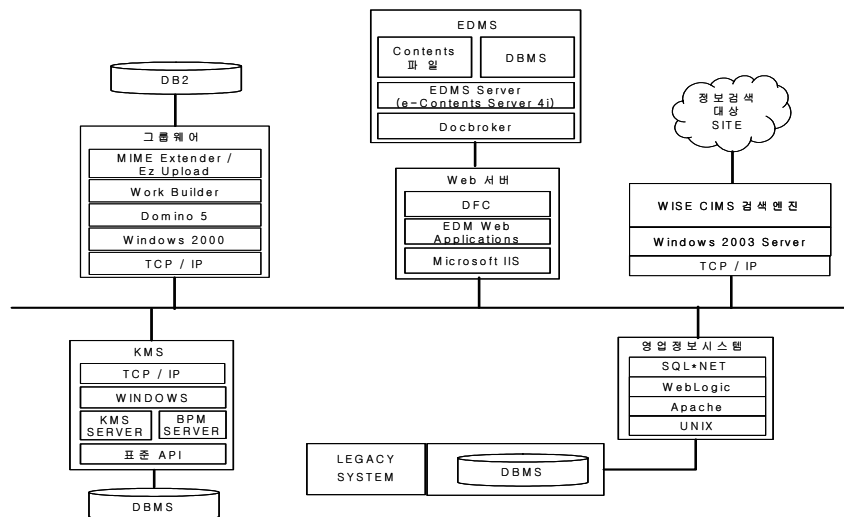 EDMS
Contents
파일
DBMS
EDMS Server
(e-Contents Server 4i)
Docbroker
DB2
그룹웨어
MIME Extender /
Ez Upload
Work Builder
Domino 5
Windows 2000
TCP / IP
Web 서버
DFC
EDM Web
Applications
Microsoft IIS
정보검색
대상
SITE
WISE CIMS 검색엔진
Windows 2003 Server
TCP / IP
KMS
TCP / IP
WINDOWS
KMS
SERVER
BPM
SERVER
표준 API
DBMS
LEGACY
SYSTEM
DBMS
영업정보시스템
SQL*NET
WebLogic
Apache
UNIX